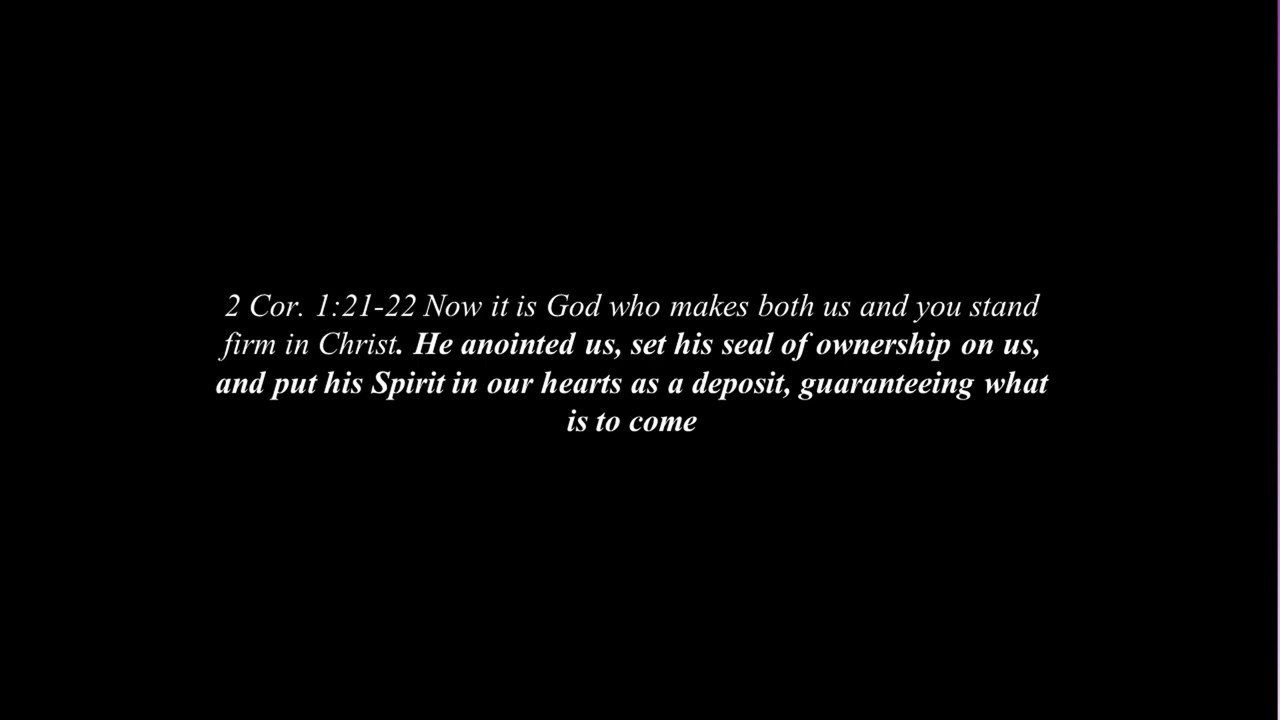 2 Cor. 1:21-22 Now it is God who makes both us and you stand
firm in Christ. He anointed us, set his seal of ownership on us,
and put his Spirit in our hearts as a deposit, guaranteeing what
is to come